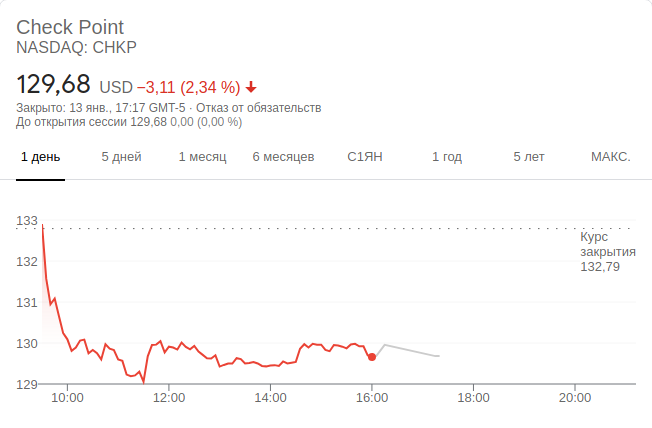 Check Point
NASDAQ: CHKP
129,68 USD −3,11 (2,34 %)
Закрыто: 13 янв., 17:17 GMT-5 · Отказ от обязательств
До открытия сессии 129,68 0,00 (0,00 %)
1 день 5 дней 1 месяц 6 месяцев С1ЯН 1 год 5 лет МАКС.
133
Курс
закрытия
132,79
132
131
130
129
10:00 12:00 14:00 16:00 18:00 20:00